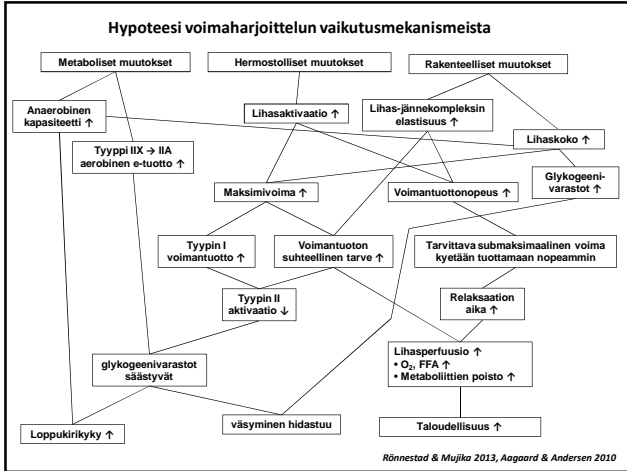 Hypoteesi voimaharjoittelun vaikutusmekanismeista
Metaboliset muutokset
Hermostolliset muutokset
Rakenteelliset muutokset
Anaerobinen
kapasiteetti ↑
Lihasaktivaatio ↑
Lihas-jännekompleksin
elastisuus ↑
Lihaskoko ↑
Tyyppi IIX → IIA
aerobinen e-tuotto ↑
Maksimivoima ↑
Voimantuottonopeus ↑
Glykogeeni-
varastot ↑
Tyypin I
voimantuotto ↑
Voimantuoton
suhteellinen tarve ↑
Tarvittava submaksimaalinen voima
kyetään tuottamaan nopeammin
Tyypin II
aktivaatio ↓
Relaksaation
aika ↑
glykogeenivarastot
säästyvät
Lihasperfuusio ↑
• O₂, FFA ↑
• Metaboliittien poisto ↑
Loppukirikyky ↑
väsyminen hidastuu
Taloudellisuus ↑
Rönnestad & Mujika 2013, Aagaard & Andersen 2010